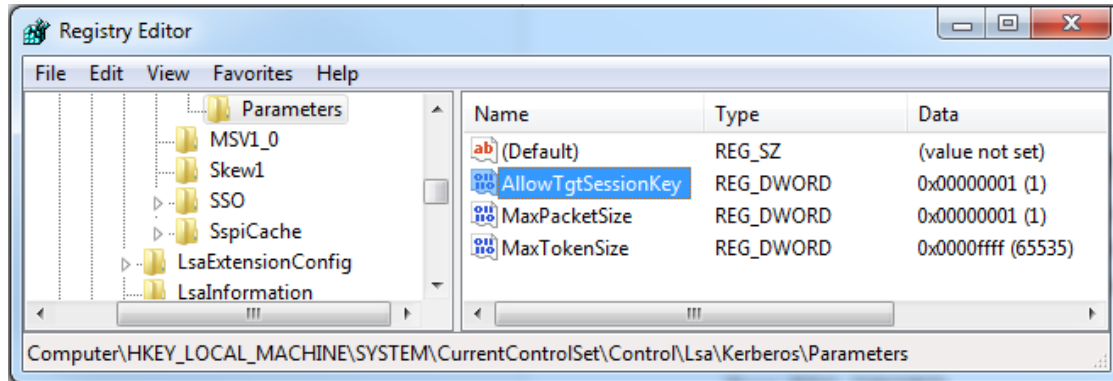 Registry Editor
File Edit View Favorites Help
Parameters
MSV1_0
Skew1
SSO
SspiCache
LsaExtensionConfig
LsaInformation
Name Type Data
(Default) REG_SZ (value not set)
AllowTgtSessionKey REG_DWORD 0x00000001 (1)
MaxPacketSize REG_DWORD 0x00000001 (1)
MaxTokenSize REG_DWORD 0x0000ffff (65535)
Computer\HKEY_LOCAL_MACHINE\SYSTEM\CurrentControlSet\Control\Lsa\Kerberos\Parameters